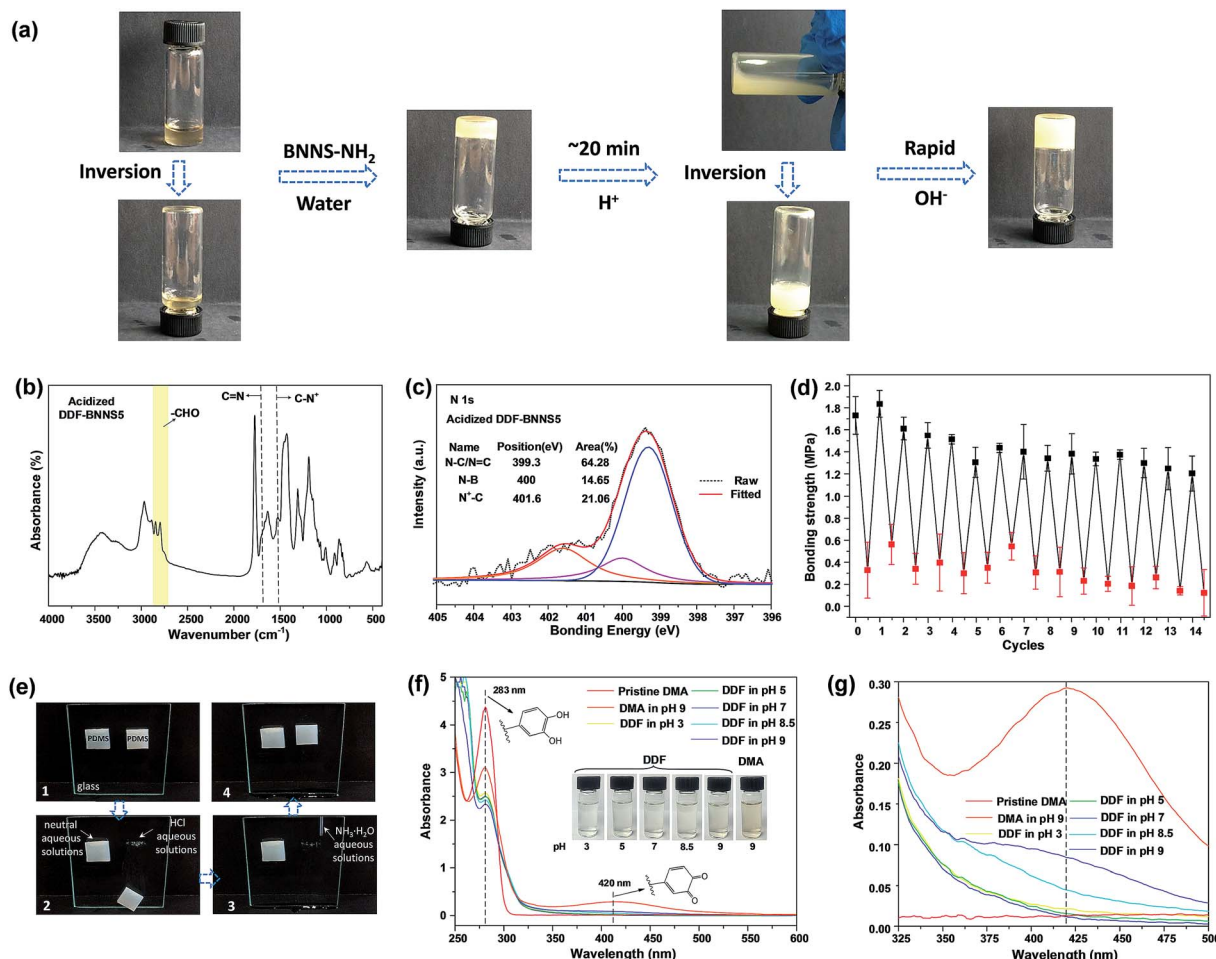 (a)
Inversion
BNNS-NH2
Water
~20 min
H+
Inversion
Rapid
OH-
(b)
Acidized
DDF-BNNS5
C=N
C-N+
-CHO
Absorbance (%)
4000 3500 3000 2500 2000 1500 1000 500
Wavenumber (cm-1)
(c)
N 1s
Acidized DDF-BNNS5
Name Position(eV) Area(%)
N-C/N=C 399.3 64.28
N-B 400 14.65
N+-C 401.6 21.06
Raw
Fitted
Intensity (a.u.)
405 404 403 402 401 400 399 398 397 396
Bonding Energy (eV)
(d)
Bonding strength (MPa)
2.0
1.8
1.6
1.4
1.2
1.0
0.8
0.6
0.4
0.2
0.0
0 1 2 3 4 5 6 7 8 9 10 11 12 13 14
Cycles
(e)
PDMS PDMS
glass
1
4
neutral
aqueous
solutions
HCl
aqueous
solutions
2
NH3·H2O
aqueous
solutions
3
(f)
Absorbance
5
4
3
2
1
0
283 nm
OH
HO
Pristine DMA
DMA in pH 9
DDF in pH 3
DDF in pH 5
DDF in pH 7
DDF in pH 8.5
DDF in pH 9
DDF DMA
pH 3 5 7 8.5 9 9
420 nm
O
O
250 300 350 400 450 500 550 600
Wavelength (nm)
(g)
Absorbance
0.30
0.25
0.20
0.15
0.10
0.05
0.00
Pristine DMA
DMA in pH 9
DDF in pH 3
DDF in pH 5
DDF in pH 7
DDF in pH 8.5
DDF in pH 9
325 350 375 400 425 450 475 500
Wavelength (nm)